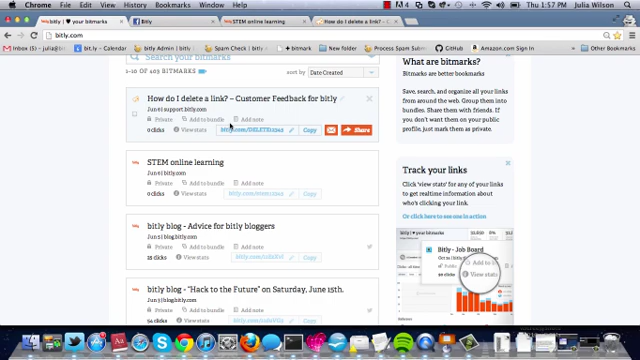 Chrome File Edit View History Bookmarks Window Help
Thu 1:57 PM Julia Wilson
bitly | ♥ your bitmarks
Bitly
STEM online learning
How do I delete a link? –
bitly.com
Inbox
bitly Admin | bitly
Spam Check | bitly
+ bitmark
New folder
Process Spam
GitHub
Amazon.com Sign In
Other Bookmarks
Search your bitmarks
1-10 OF 403 BITMARKS
sort by Date Created
How do I delete a link? – Customer Feedback for bitly
Jun 6 | support.bitly.com
Private Add to bundle Add note
0 clicks View stats bitly.com/DELETE12345 Copy Share
STEM online learning
Jun 6 | bitly.com
Private Add to bundle Add note
0 clicks View stats Copy
bitly blog - Advice for bitly bloggers
Jun 5 | blog.bitly.com
Private Add to bundle Add note
25 clicks View stats Copy
bitly blog - "Hack to the Future" on Saturday, June 15th.
Jun 5 | blog.bitly.com
Private Add to bundle Add note
54 clicks View stats Copy
What are bitmarks?
Bitmarks are better bookmarks
Save, search, and organize all your
links from around the web. Group them
into bundles. Share them with friends. If
you don't want them on your public
profile, just mark them as private.
Track your links
Click 'view stats' for any of your links
to get realtime information about
who's clicking your link.
Or click here to see one in action
bitly | ♥ your bitmarks
Bitly - Job Board
Add to
View stats